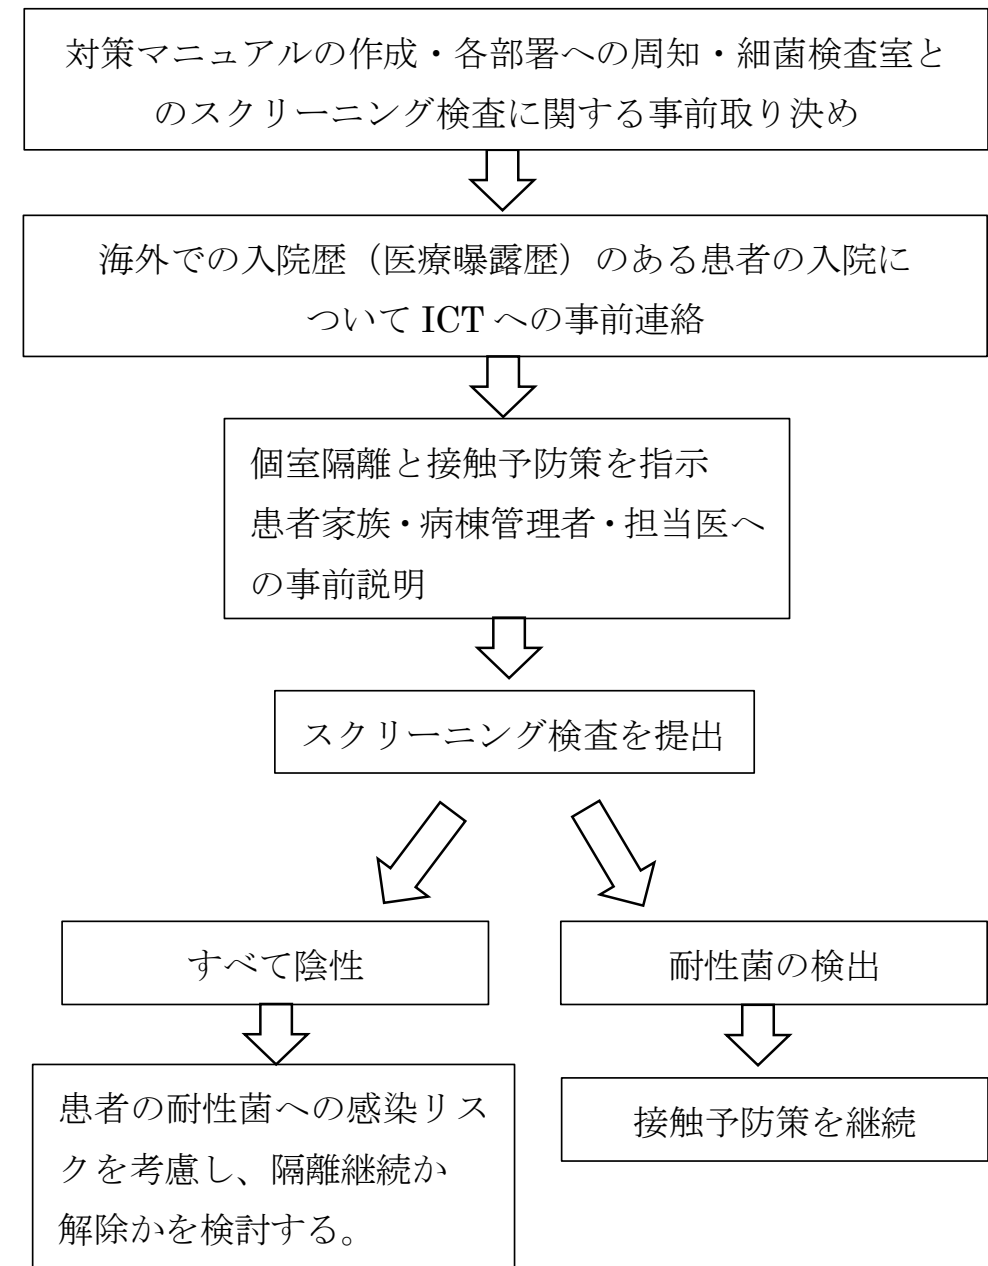 対策マニュアルの作成・各部署への周知・細菌検査室と
のスクリーニング検査に関する事前取り決め
海外での入院歴（医療曝露歴）のある患者の入院に
ついて ICT への事前連絡
個室隔離と接触予防策を指示
患者家族・病棟管理者・担当医へ
の事前説明
スクリーニング検査を提出
すべて陰性
耐性菌の検出
患者の耐性菌への感染リス
クを考慮し、隔離継続か
解除かを検討する。
接触予防策を継続